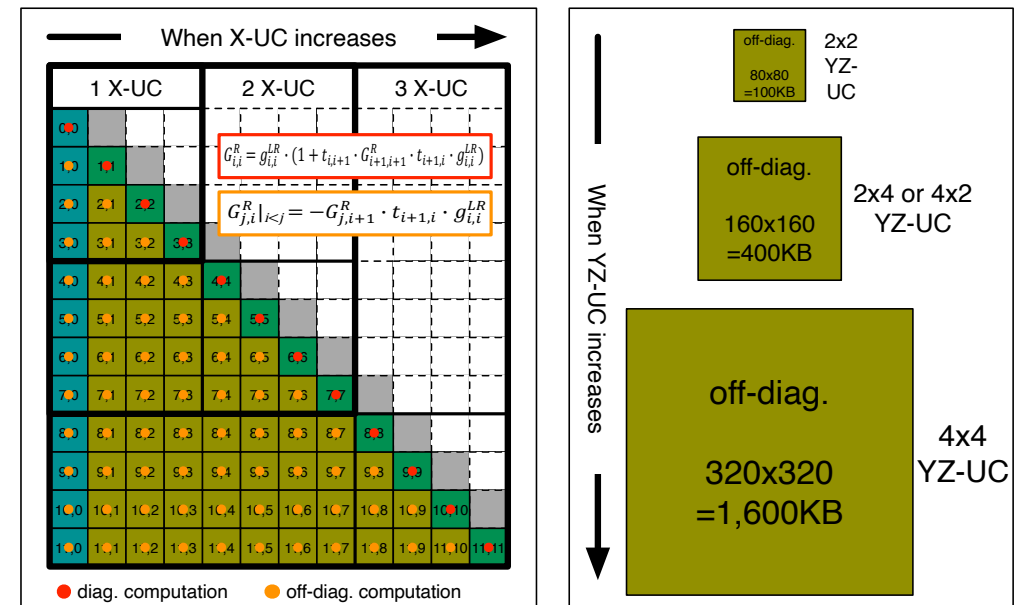 When X-UC increases
1 X-UC 2 X-UC 3 X-UC
0,0
1,0 1,1
2,0 2,1 2,2
3,0 3,1 3,2 3,3
4,0 4,1 4,2 4,3 4,4
5,0 5,1 5,2 5,3 5,4 5,5
6,0 6,1 6,2 6,3 6,4 6,5 6,6
7,0 7,1 7,2 7,3 7,4 7,5 7,6 7,7
8,0 8,1 8,2 8,3 8,4 8,5 8,6 8,7 8,8
9,0 9,1 9,2 9,3 9,4 9,5 9,6 9,7 9,8 9,9
10,0 10,1 10,2 10,3 10,4 10,5 10,6 10,7 10,8 10,9 10,10
11,0 11,1 11,2 11,3 11,4 11,5 11,6 11,7 11,8 11,9 11,10 11,11
G^R_{i,i} = g^{LR}_{i,i} · (1 + t_{i,i+1} · G^R_{i+1,i+1} · t_{i+1,i} · g^{LR}_{i,i})
G^R_{j,i}|_{i<j} = −G^R_{j,i+1} · t_{i+1,i} · g^{LR}_{i,i}
diag. computation
off-diag. computation
When YZ-UC increases
off-diag.
80x80
=100KB
2x2
YZ-
UC
off-diag.
160x160
=400KB
2x4 or 4x2
YZ-UC
off-diag.
320x320
=1,600KB
4x4
YZ-UC